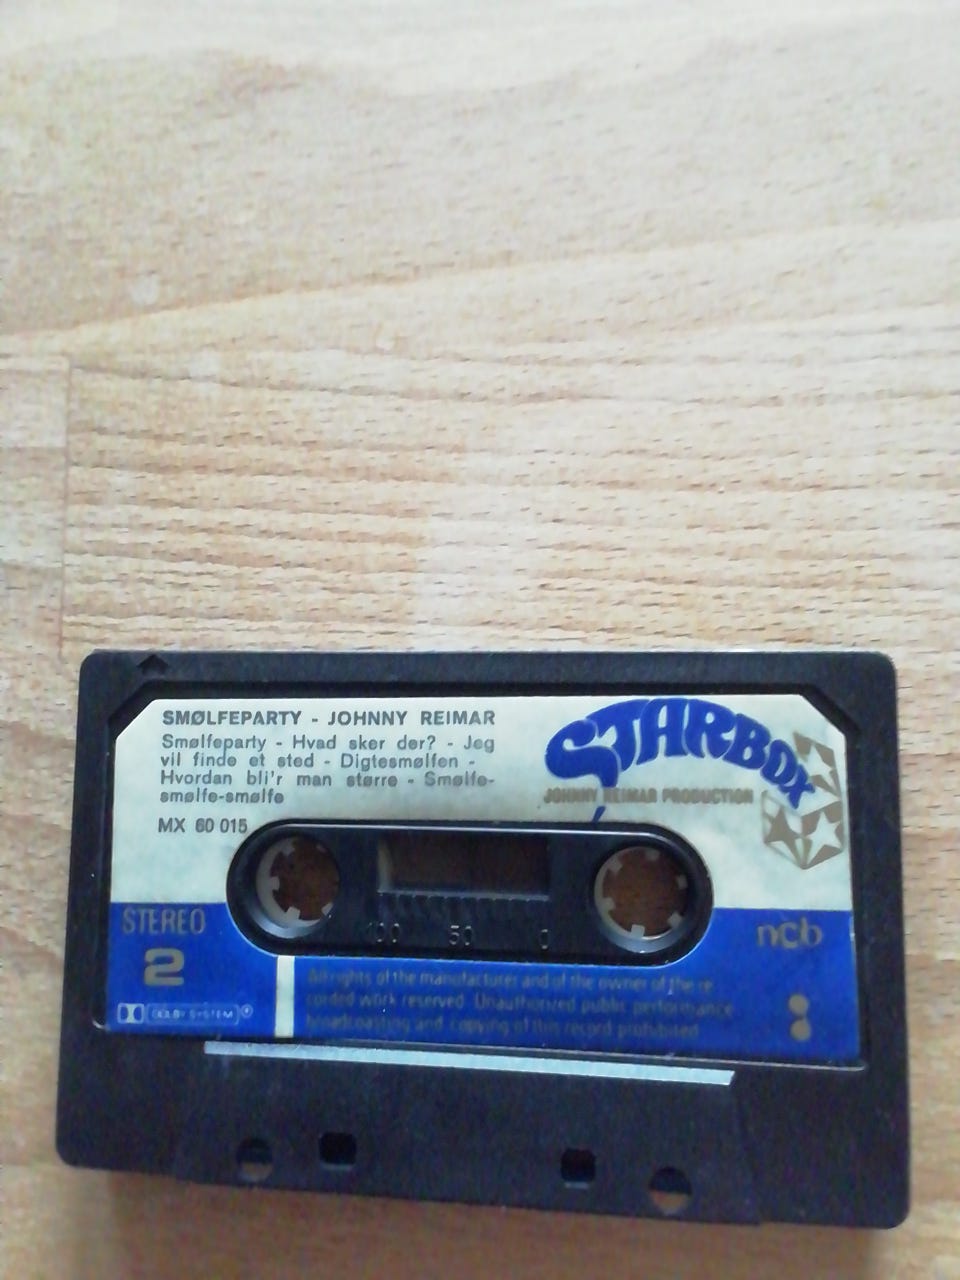 SMØLFEPARTY - JOHNNY REIMAR
Smølfeparty - Hvad sker der? - Jeg
vil finde et sted - Digtesmølfen -
Hvordan bli'r man større - Smølfe-
smølfe-smølfe
MX 60 015
STARBOX
JOHNNY REIMAR PRODUCTION
100 50 0
STEREO
2
DOLBY SYSTEM ®
ncb
All rights of the manufacturer and of the owner of the re
corded work reserved. Unauthorized public performance
broadcasting and copying of this record prohibited